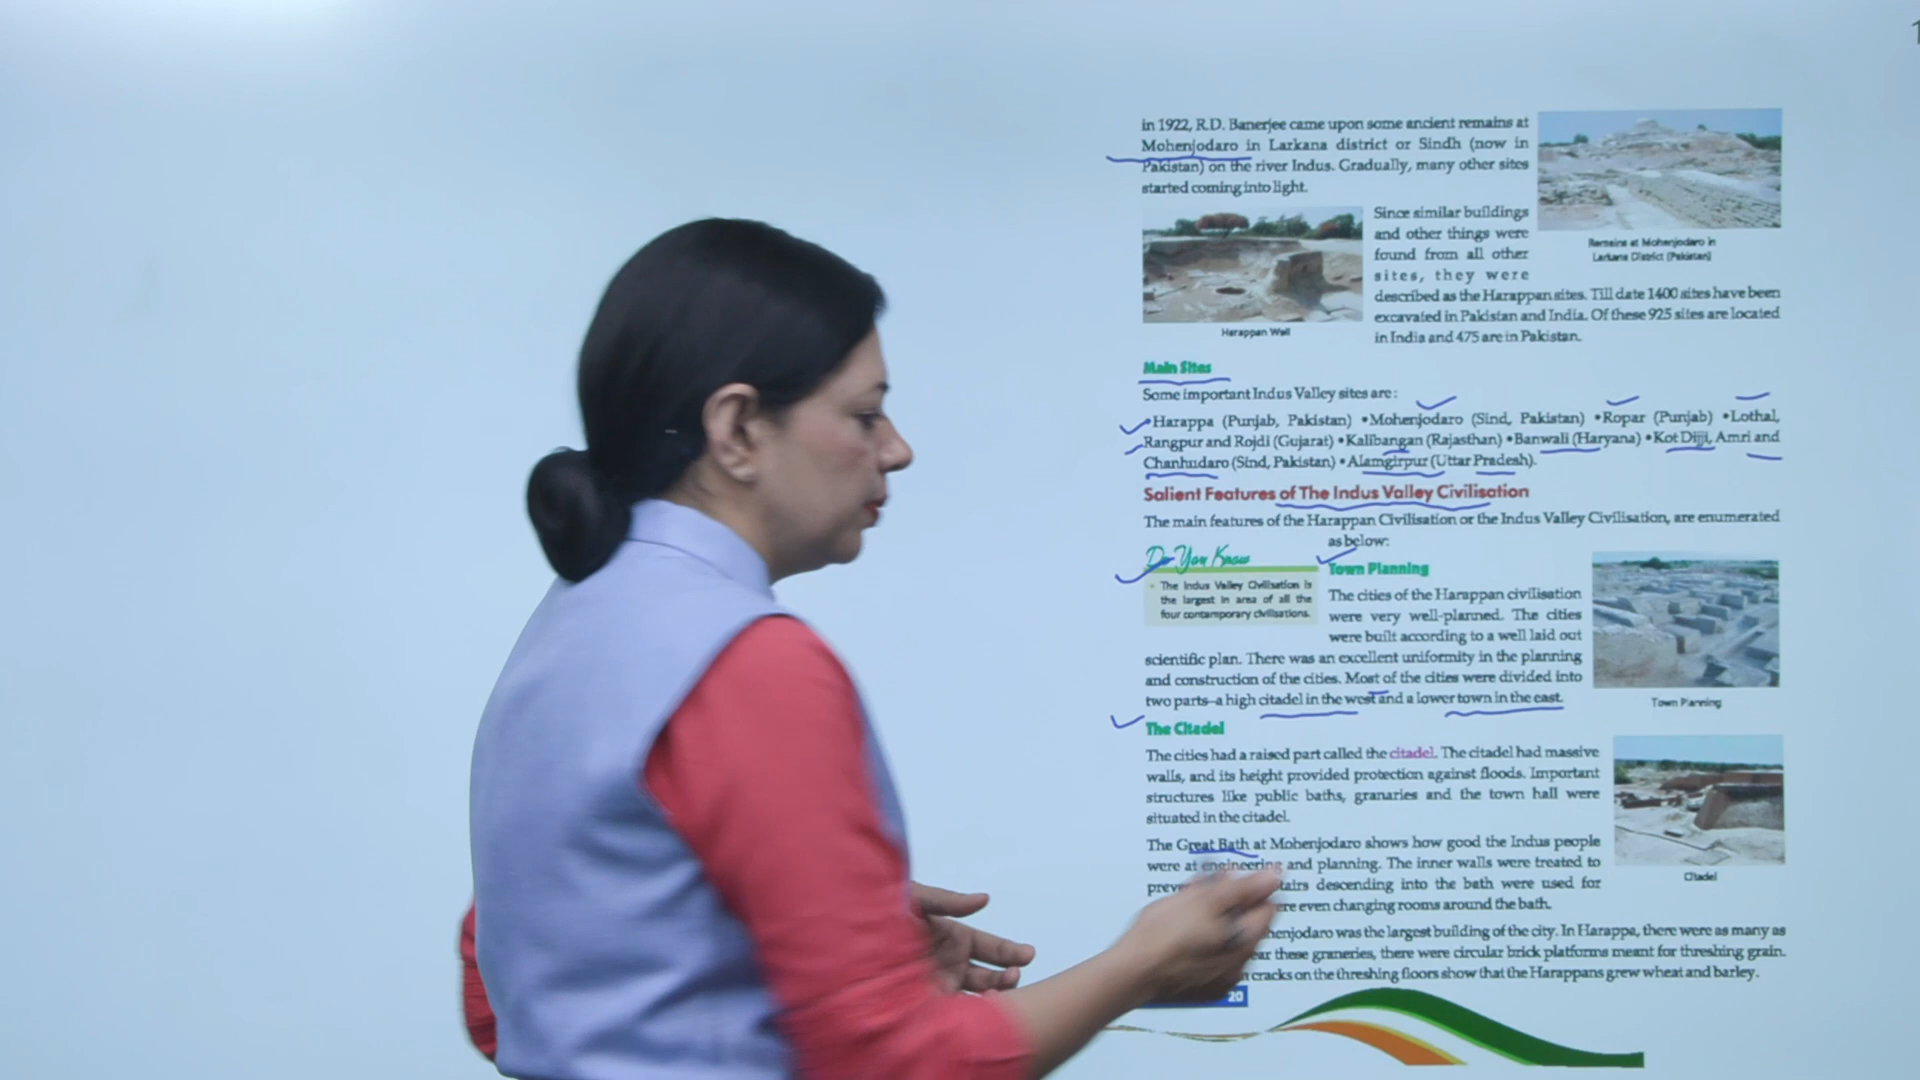 in 1922, R.D. Banerjee came upon some ancient remains at
Mohenjodaro in Larkana district or Sindh (now in
Pakistan) on the river Indus. Gradually, many other sites
started coming into light.
Remains at Mohenjodaro in
Larkana District (Pakistan)
Since similar buildings
and other things were
found from all other
sites, they were
described as the Harappan sites. Till date 1400 sites have been
excavated in Pakistan and India. Of these 925 sites are located
in India and 475 are in Pakistan.
Harappan Well
Main Sites
Some important Indus Valley sites are:
•Harappa (Punjab, Pakistan) •Mohenjodaro (Sind, Pakistan) •Ropar (Punjab) •Lothal,
Rangpur and Rojdi (Gujarat) •Kalibangan (Rajasthan) •Banwali (Haryana) •Kot Dijji, Amri and
Chanhudaro (Sind, Pakistan) •Alamgirpur (Uttar Pradesh).
Salient Features of The Indus Valley Civilisation
The main features of the Harappan Civilisation or the Indus Valley Civilisation, are enumerated
as below:
Do You Know
• The Indus Valley Civilisation is
the largest in area of all the
four contemporary civilisations.
Town Planning
The cities of the Harappan civilisation
were very well-planned. The cities
were built according to a well laid out
scientific plan. There was an excellent uniformity in the planning
and construction of the cities. Most of the cities were divided into
two parts–a high citadel in the west and a lower town in the east.
Town Planning
The Citadel
The cities had a raised part called the citadel. The citadel had massive
walls, and its height provided protection against floods. Important
structures like public baths, granaries and the town hall were
situated in the citadel.
The Great Bath at Mohenjodaro shows how good the Indus people
were at engineering and planning. The inner walls were treated to
descending into the bath were used for
even changing rooms around the bath.
Citadel
was the largest building of the city. In Harappa, there were as many as
these graneries, there were circular brick platforms meant for threshing grain.
cracks on the threshing floors show that the Harappans grew wheat and barley.
20